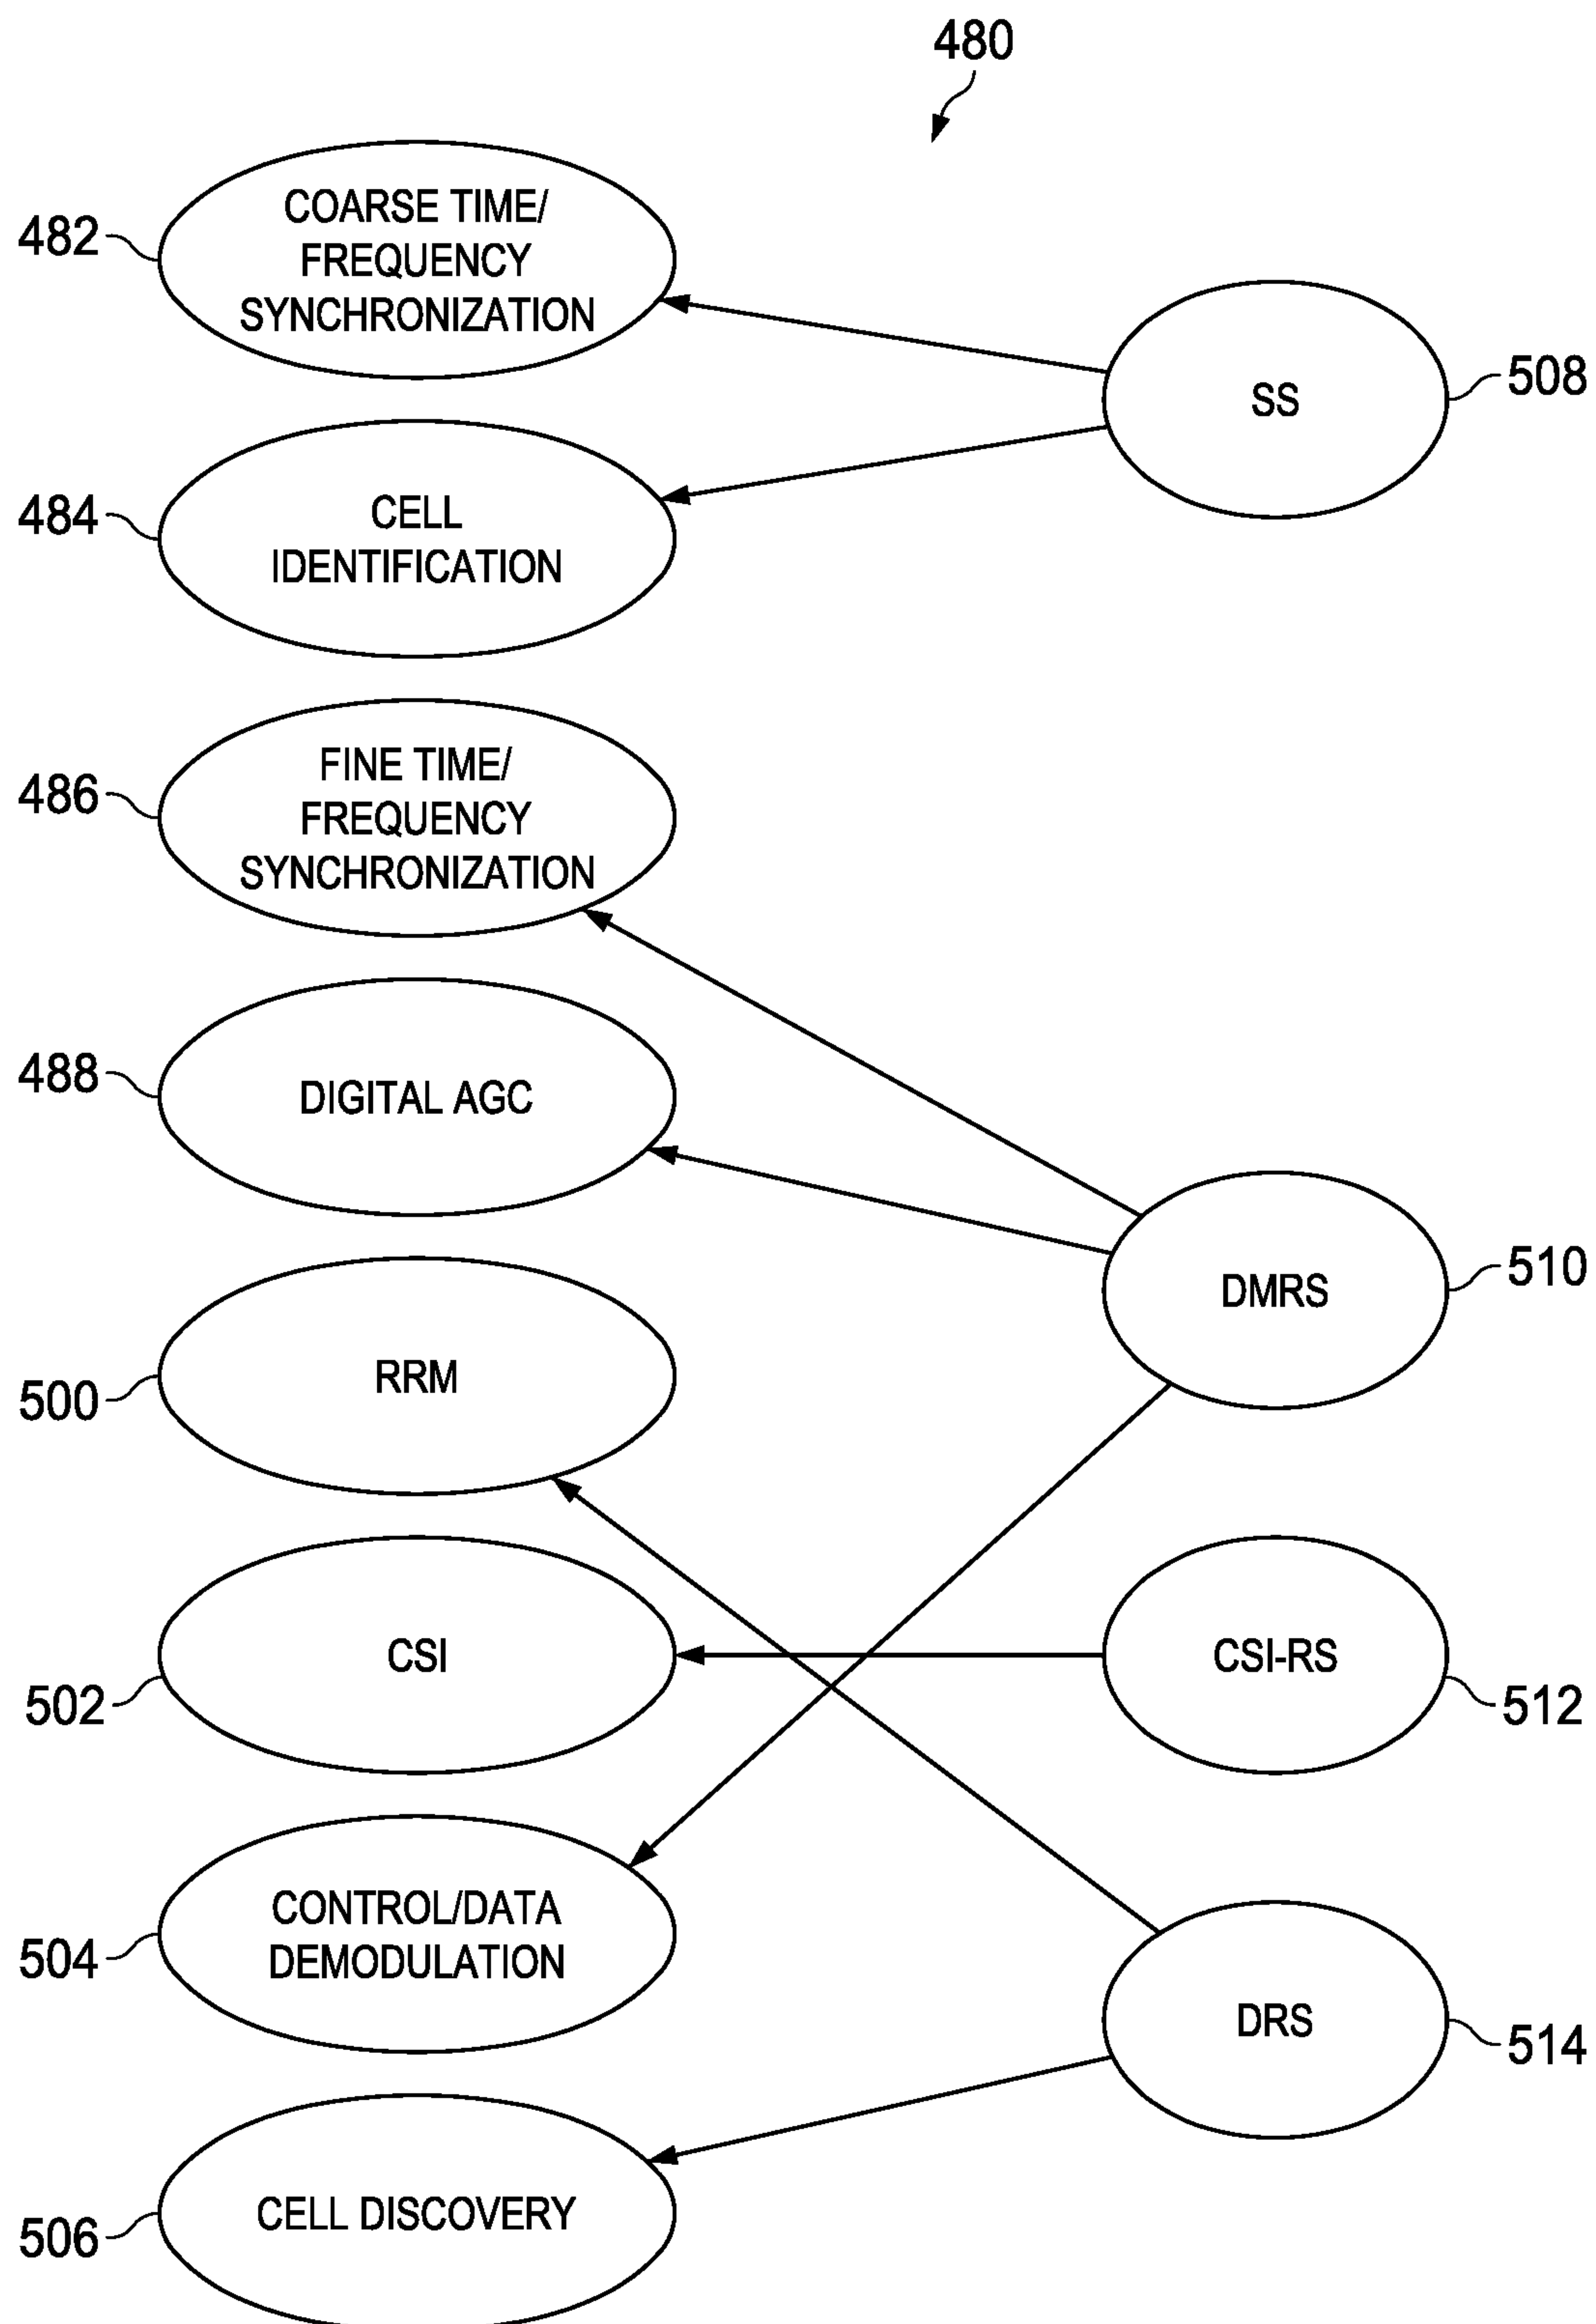 480
482
COARSE TIME/
FREQUENCY
SYNCHRONIZATION
SS
508
484
CELL
IDENTIFICATION
486
FINE TIME/
FREQUENCY
SYNCHRONIZATION
488
DIGITAL AGC
DMRS
510
500
RRM
502
CSI
CSI-RS
512
504
CONTROL/DATA
DEMODULATION
DRS
514
506
CELL DISCOVERY